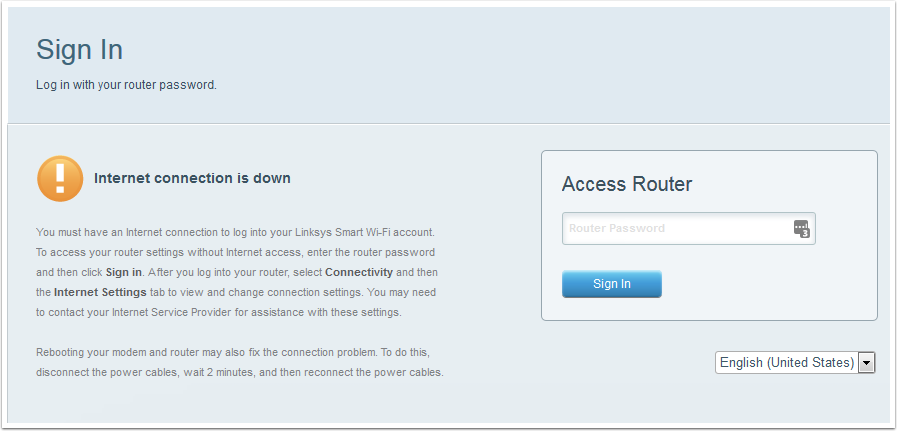 Sign In
Log in with your router password.
Internet connection is down
You must have an Internet connection to log into your Linksys Smart Wi-Fi account.
To access your router settings without Internet access, enter the router password
and then click Sign in. After you log into your router, select Connectivity and then
the Internet Settings tab to view and change connection settings. You may need
to contact your Internet Service Provider for assistance with these settings.
Rebooting your modem and router may also fix the connection problem. To do this,
disconnect the power cables, wait 2 minutes, and then reconnect the power cables.
Access Router
Router Password
3
Sign In
English (United States)